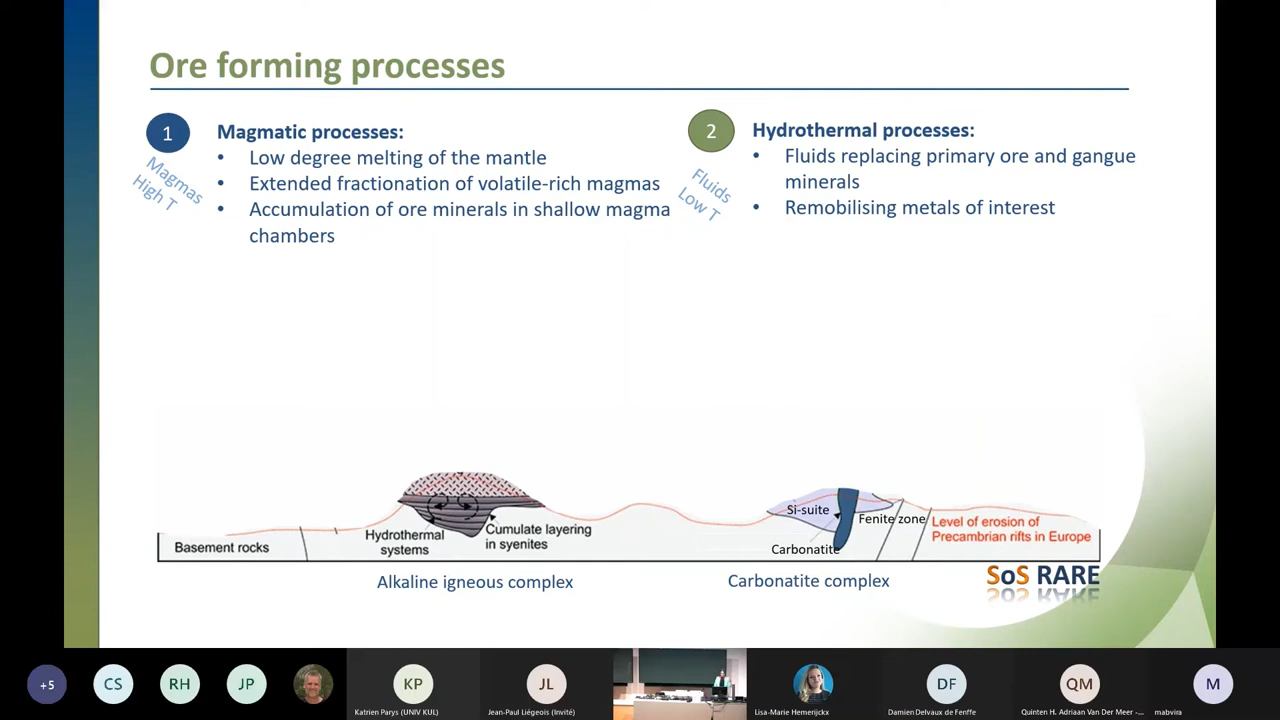 Ore forming processes
1
Magmas
High T
Magmatic processes:
• Low degree melting of the mantle
• Extended fractionation of volatile-rich magmas
• Accumulation of ore minerals in shallow magma
chambers
2
Fluids
Low T
Hydrothermal processes:
• Fluids replacing primary ore and gangue
minerals
• Remobilising metals of interest
Basement rocks
Hydrothermal
systems
Cumulate layering
in syenites
Alkaline igneous complex
Si-suite
Carbonatite
Fenite zone
Level of erosion of
Precambrian rifts in Europe
Carbonatite complex
SoS RARE
+5
CS
RH
JP
KP
Katrien Parys (UNIV KUL)
JL
Jean-Paul Liégeois (Invité)
Lisa-Marie Hemerijckx
DF
Damien Delvaux de Fenffe
QM
Quinten H. Adriaan Van Der Meer -...
M
mabvira